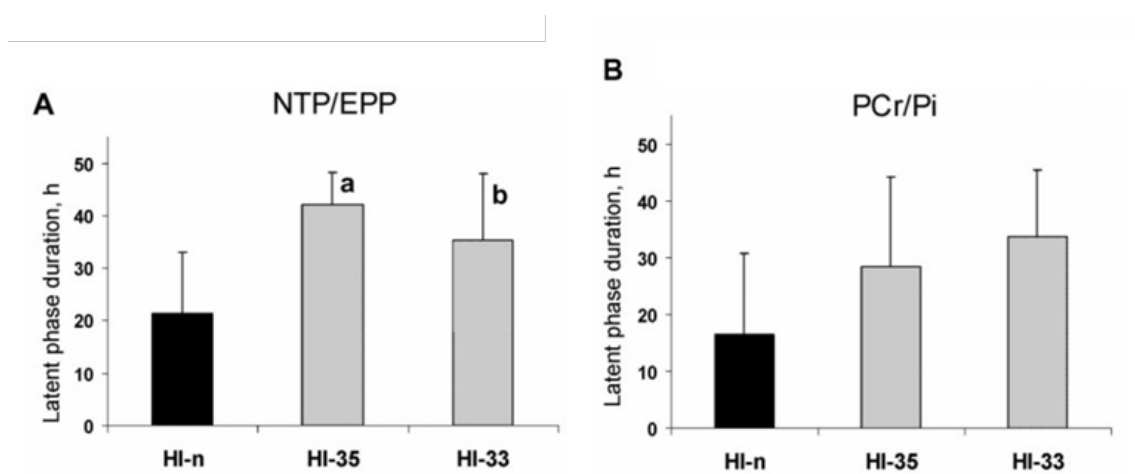 A
NTP/EPP
Latent phase duration, h
50
40
30
20
10
0
a
b
HI-n
HI-35
HI-33
B
PCr/Pi
Latent phase duration, h
50
40
30
20
10
0
HI-n
HI-35
HI-33